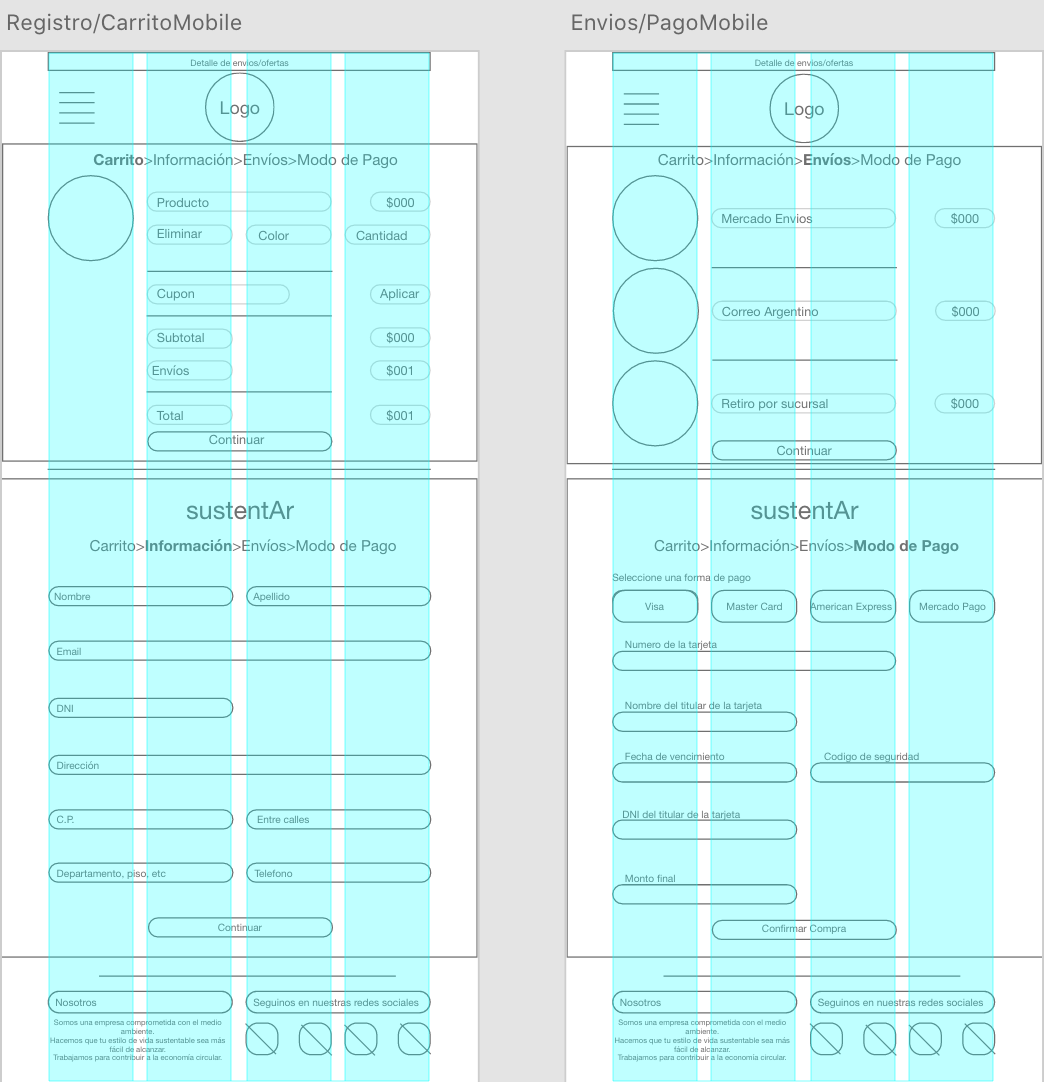 Registro/CarritoMobile
Detalle de envios/ofertas
Logo
Carrito>Información>Envíos>Modo de Pago
Producto $000
Eliminar Color Cantidad
Cupon Aplicar
Subtotal $000
Envíos $001
Total $001
Continuar
sustentAr
Carrito>Información>Envíos>Modo de Pago
Nombre Apellido
Email
DNI
Dirección
C.P. Entre calles
Departamento, piso, etc Telefono
Continuar
Nosotros Seguinos en nuestras redes sociales
Somos una empresa comprometida con el medio
ambiente.
Hacemos que tu estilo de vida sustentable sea más
fácil de alcanzar.
Trabajamos para contribuir a la economía circular.
Envios/PagoMobile
Detalle de envios/ofertas
Logo
Carrito>Información>Envíos>Modo de Pago
Mercado Envios $000
Correo Argentino $000
Retiro por sucursal $000
Continuar
sustentAr
Carrito>Información>Envíos>Modo de Pago
Seleccione una forma de pago
Visa Master Card American Express Mercado Pago
Numero de la tarjeta
Nombre del titular de la tarjeta
Fecha de vencimiento Codigo de seguridad
DNI del titular de la tarjeta
Monto final
Confirmar Compra
Nosotros Seguinos en nuestras redes sociales
Somos una empresa comprometida con el medio
ambiente.
Hacemos que tu estilo de vida sustentable sea más
fácil de alcanzar.
Trabajamos para contribuir a la economía circular.